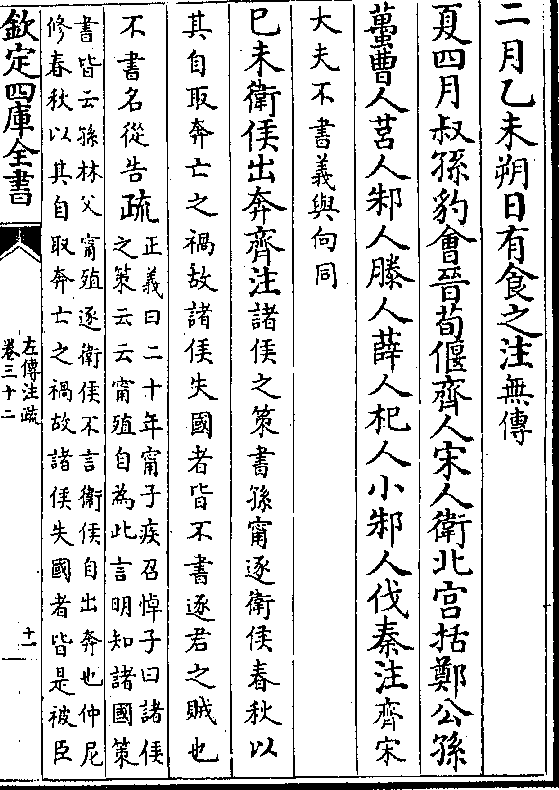 二月乙未朔日有食之注無傳
夏四月叔孫豹會晉荀偃齊人宋人衛北宮括鄭公孫
蠆曹人莒人邾人滕人薛人杞人小邾人伐秦注齊宋
大夫不書義與向同
己未衛侯出奔齊注諸侯之策書孫甯逐衛侯春秋以
其自取奔亡之禍故諸侯失國者皆不書逐君之賊也
不書名從告疏
正義曰二十年甯子疾召悼子曰諸侯
之策云云甯殖自為此言明知諸國策
書皆云孫林父甯殖逐衛侯不言衛侯自出奔也仲尼
修春秋以其自取奔亡之禍故諸侯失國者皆是被臣
欽定四庫全書
左傳注疏
卷三十二
十一